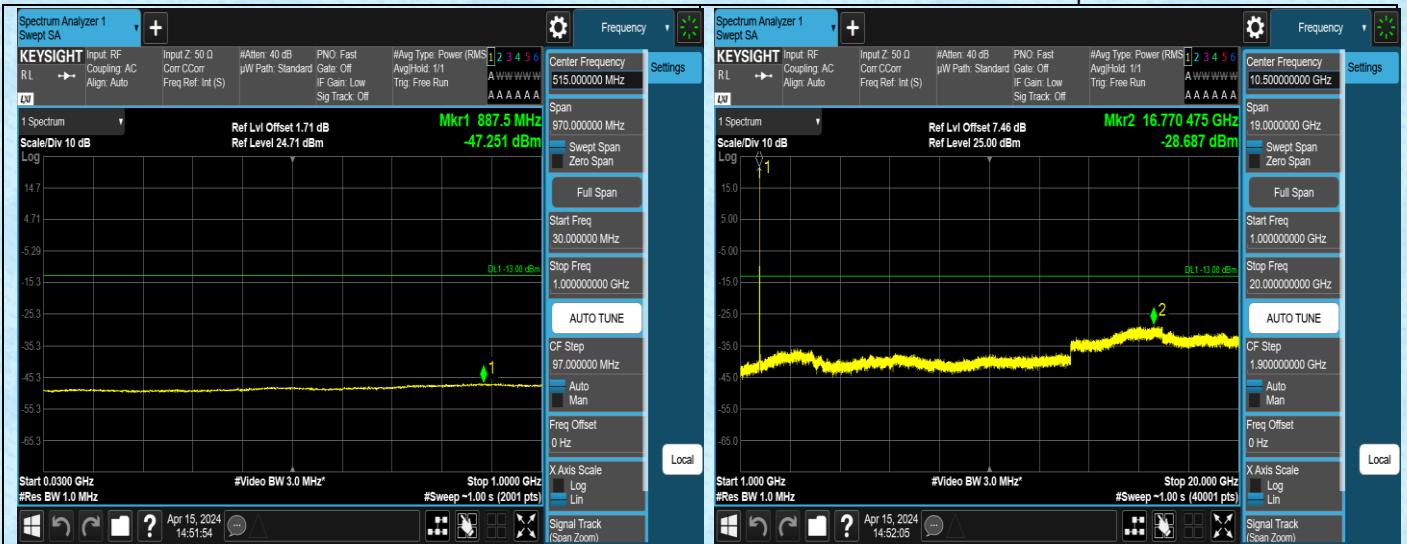 Spectrum Analyzer 1
Swept SA
+
Frequency
KEYSIGHT
RL
LXI
Input: RF
Coupling: AC
Align: Auto
Input Z: 50 Ω
Corr CCorr
Freq Ref: Int (S)
#Atten: 40 dB
µW Path: Standard
PNO: Fast
Gate: Off
IF Gain: Low
Sig Track: Off
#Avg Type: Power (RMS
Avg|Hold: 1/1
Trig: Free Run
1 2 3 4 5 6
A W W W W W
A A A A A A
1 Spectrum
Scale/Div 10 dB
Log
Ref Lvl Offset 1.71 dB
Ref Level 24.71 dBm
Mkr1 887.5 MHz
-47.251 dBm
14.7
4.71
-5.29
-15.3
-25.3
-35.3
-45.3
-55.3
-65.3
DL1 -13.00 dBm
1
Start 0.0300 GHz
#Res BW 1.0 MHz
#Video BW 3.0 MHz*
Stop 1.0000 GHz
#Sweep ~1.00 s (2001 pts)
?
Apr 15, 2024
14:51:54
Center Frequency
515.000000 MHz
Span
970.000000 MHz
Swept Span
Zero Span
Full Span
Start Freq
30.000000 MHz
Stop Freq
1.000000000 GHz
AUTO TUNE
CF Step
97.000000 MHz
Auto
Man
Freq Offset
0 Hz
X Axis Scale
Log
Lin
Signal Track
(Span Zoom)
Settings
Local
Spectrum Analyzer 1
Swept SA
+
Frequency
KEYSIGHT
RL
LXI
Input: RF
Coupling: AC
Align: Auto
Input Z: 50 Ω
Corr CCorr
Freq Ref: Int (S)
#Atten: 40 dB
µW Path: Standard
PNO: Fast
Gate: Off
IF Gain: Low
Sig Track: Off
#Avg Type: Power (RMS
Avg|Hold: 1/1
Trig: Free Run
1 2 3 4 5 6
A W W W W W
A A A A A A
1 Spectrum
Scale/Div 10 dB
Log
Ref Lvl Offset 7.46 dB
Ref Level 25.00 dBm
Mkr2 16.770 475 GHz
-28.687 dBm
1
15.0
5.00
-5.00
-15.0
-25.0
-35.0
-45.0
-55.0
-65.0
DL1 -13.00 dBm
2
Start 1.000 GHz
#Res BW 1.0 MHz
#Video BW 3.0 MHz*
Stop 20.000 GHz
#Sweep ~1.00 s (40001 pts)
?
Apr 15, 2024
14:52:05
Center Frequency
10.500000000 GHz
Span
19.0000000 GHz
Swept Span
Zero Span
Full Span
Start Freq
1.000000000 GHz
Stop Freq
20.000000000 GHz
AUTO TUNE
CF Step
1.900000000 GHz
Auto
Man
Freq Offset
0 Hz
X Axis Scale
Log
Lin
Signal Track
(Span Zoom)
Settings
Local